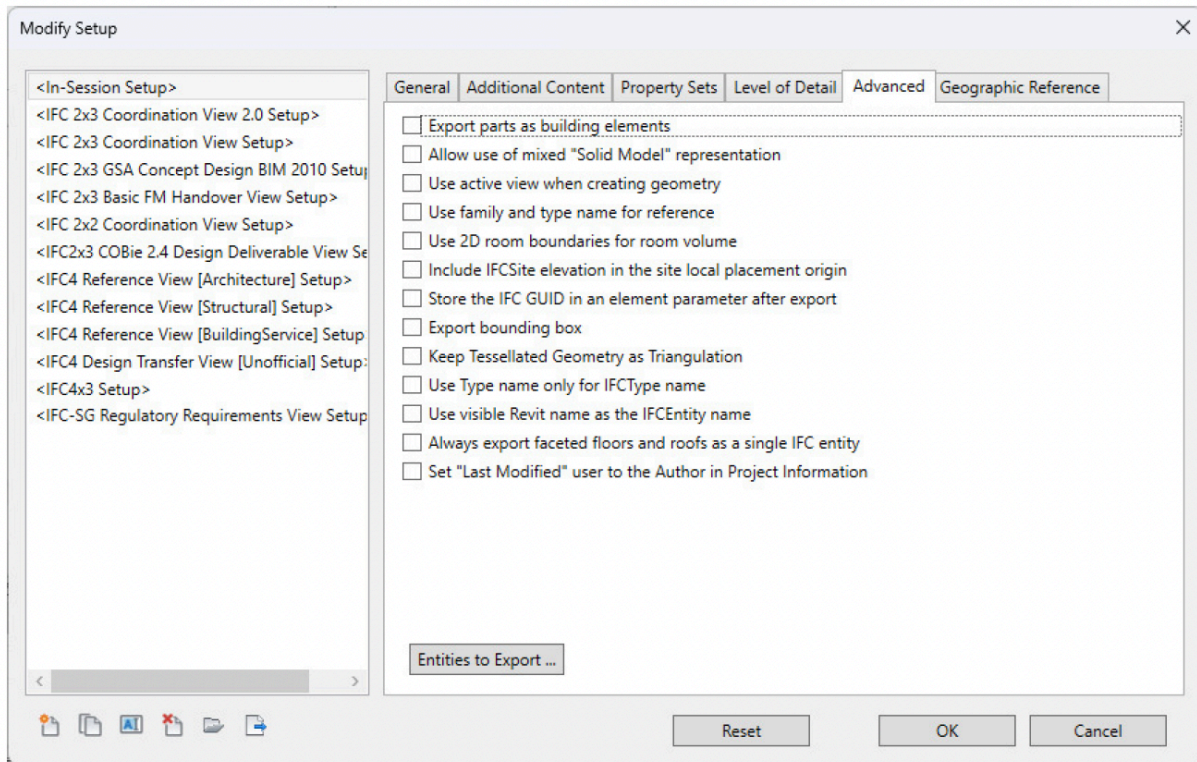 Modify Setup
<In-Session Setup>
<IFC 2x3 Coordination View 2.0 Setup>
<IFC 2x3 Coordination View Setup>
<IFC 2x3 GSA Concept Design BIM 2010 Setup
<IFC 2x3 Basic FM Handover View Setup>
<IFC 2x2 Coordination View Setup>
<IFC2x3 COBie 2.4 Design Deliverable View Se
<IFC4 Reference View [Architecture] Setup>
<IFC4 Reference View [Structural] Setup>
<IFC4 Reference View [BuildingService] Setup
<IFC4 Design Transfer View [Unofficial] Setup>
<IFC4x3 Setup>
<IFC-SG Regulatory Requirements View Setup
General Additional Content Property Sets Level of Detail Advanced Geographic Reference
Export parts as building elements
Allow use of mixed "Solid Model" representation
Use active view when creating geometry
Use family and type name for reference
Use 2D room boundaries for room volume
Include IFCSite elevation in the site local placement origin
Store the IFC GUID in an element parameter after export
Export bounding box
Keep Tessellated Geometry as Triangulation
Use Type name only for IFCType name
Use visible Revit name as the IFCEntity name
Always export faceted floors and roofs as a single IFC entity
Set "Last Modified" user to the Author in Project Information
Entities to Export ...
AI
Reset OK Cancel